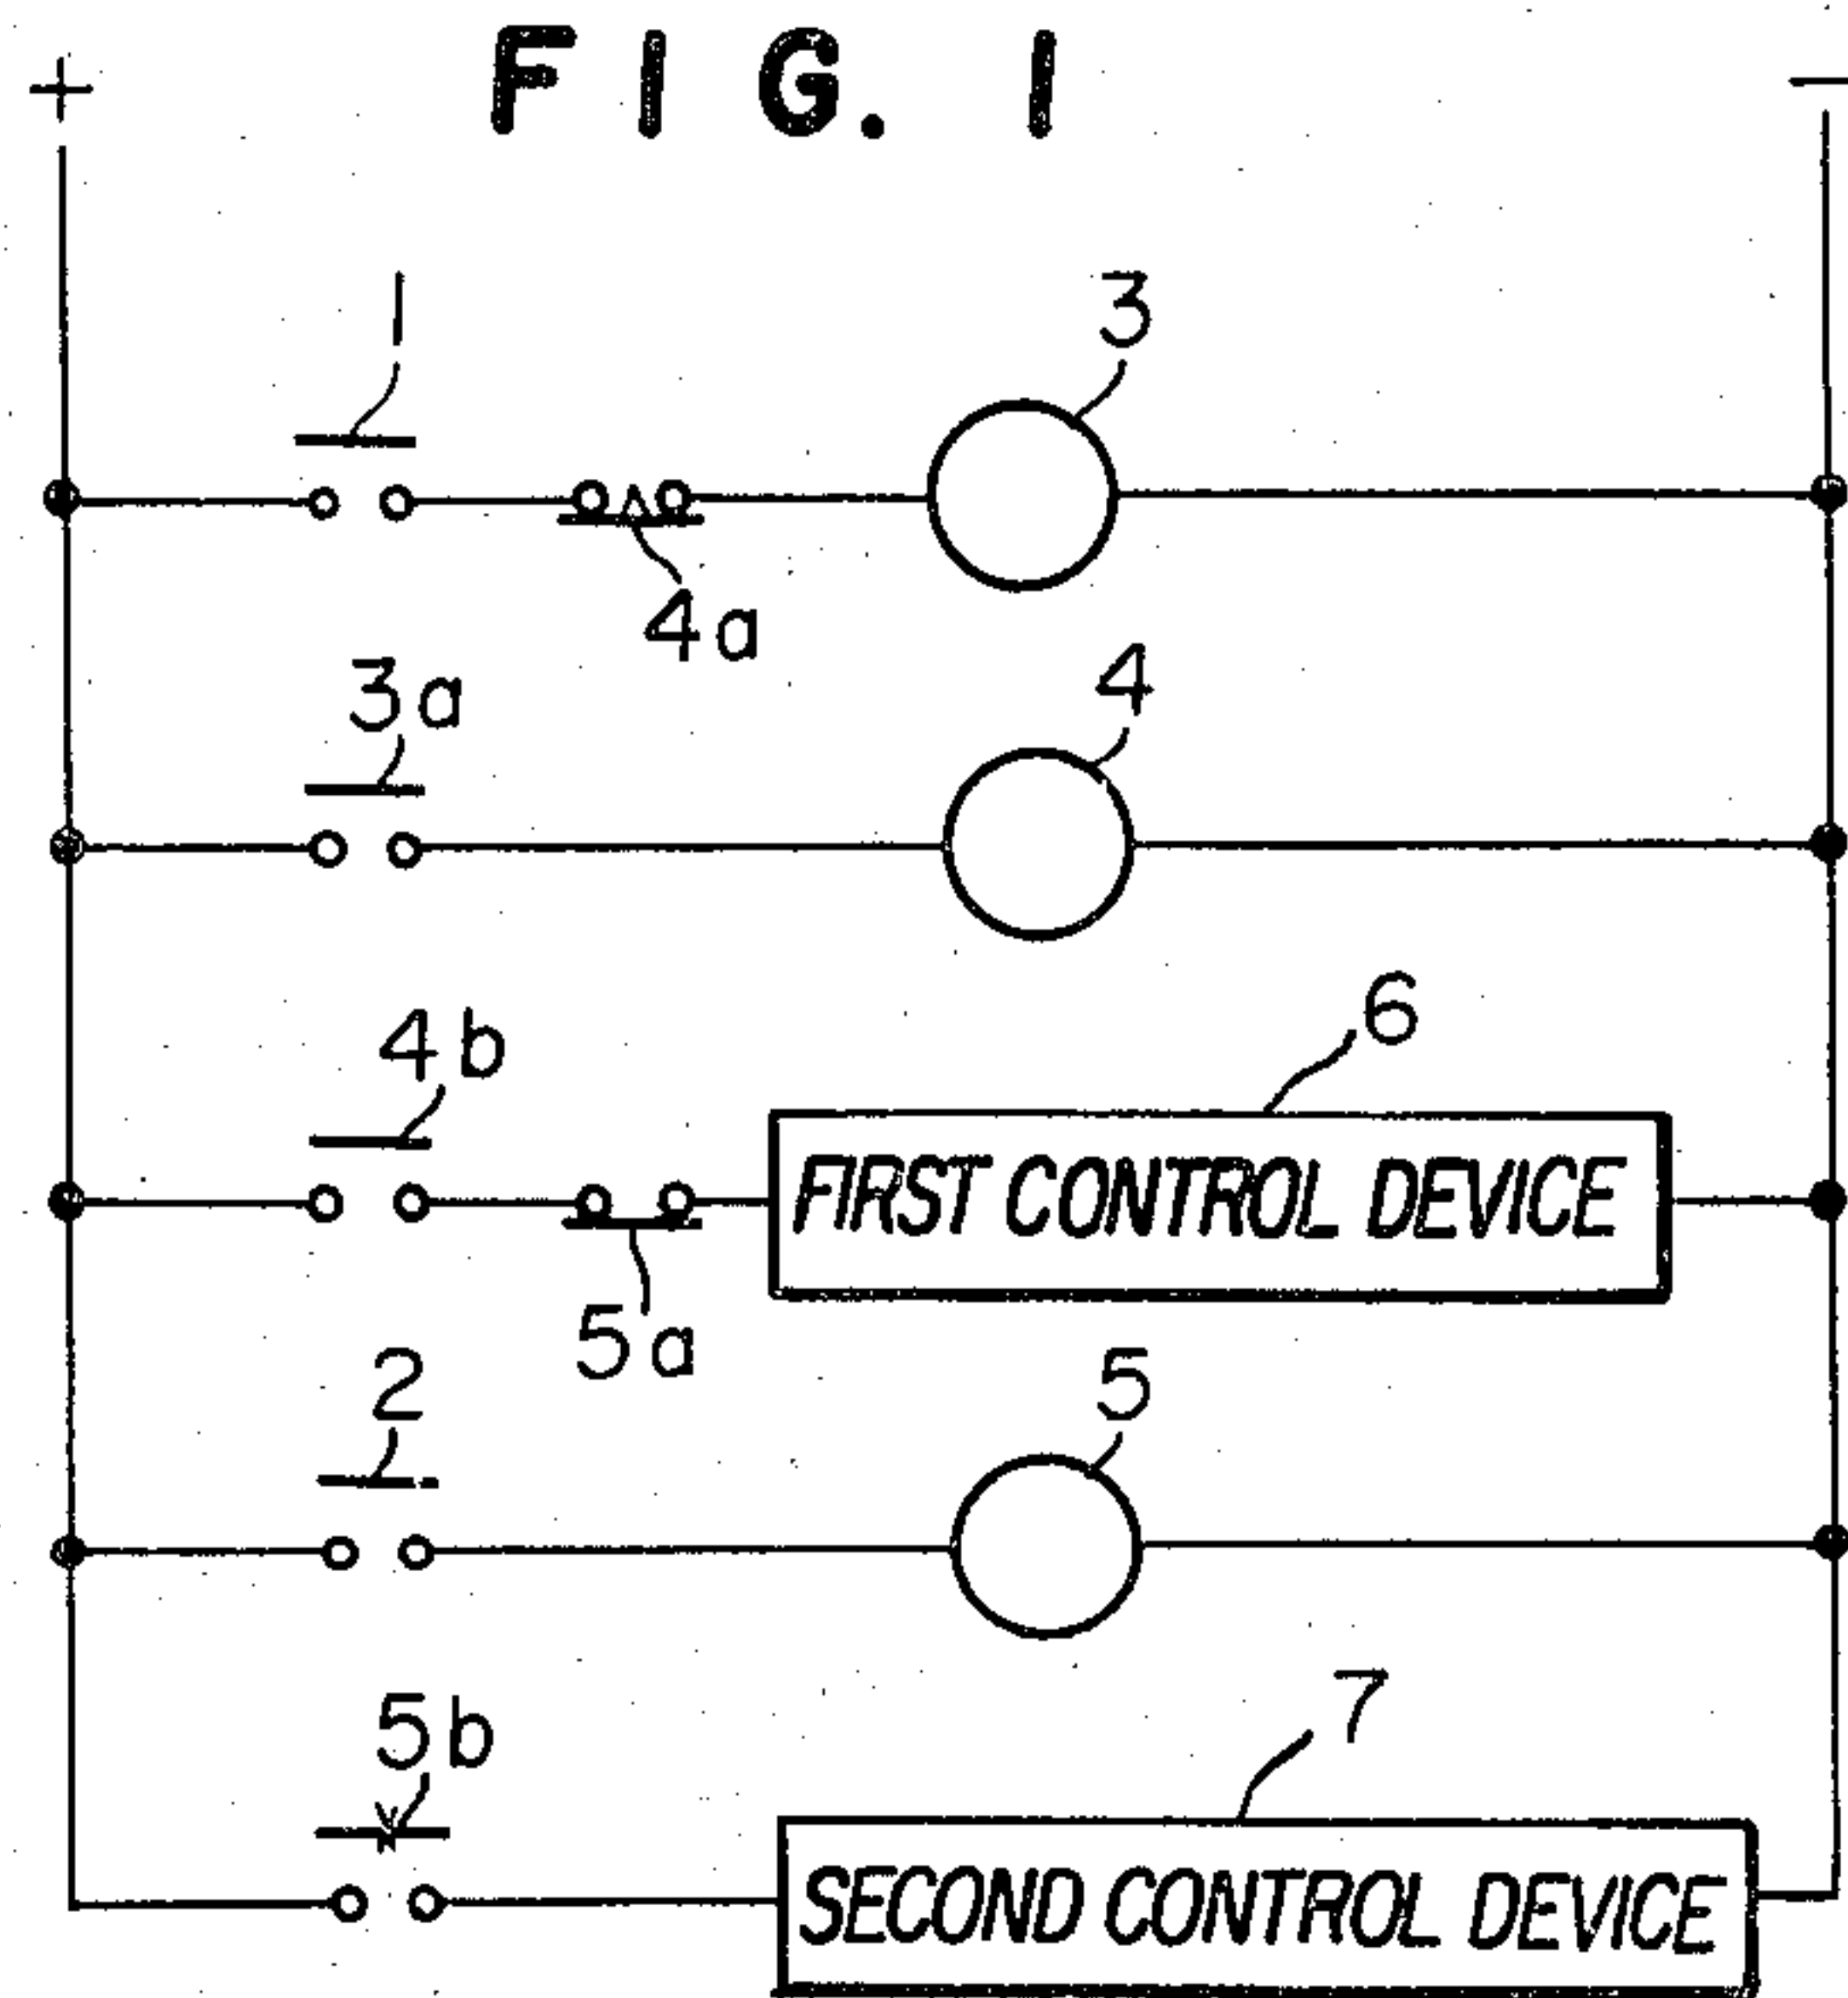 FIG. 1
+
−
1
3
4a
3a
4
4b
6
FIRST CONTROL DEVICE
5a
2
5
5b
7
SECOND CONTROL DEVICE